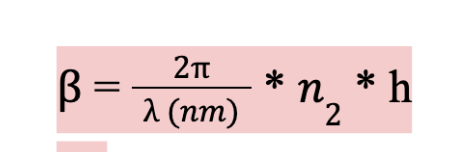 β = 2π / λ (nm) * n₂ * h